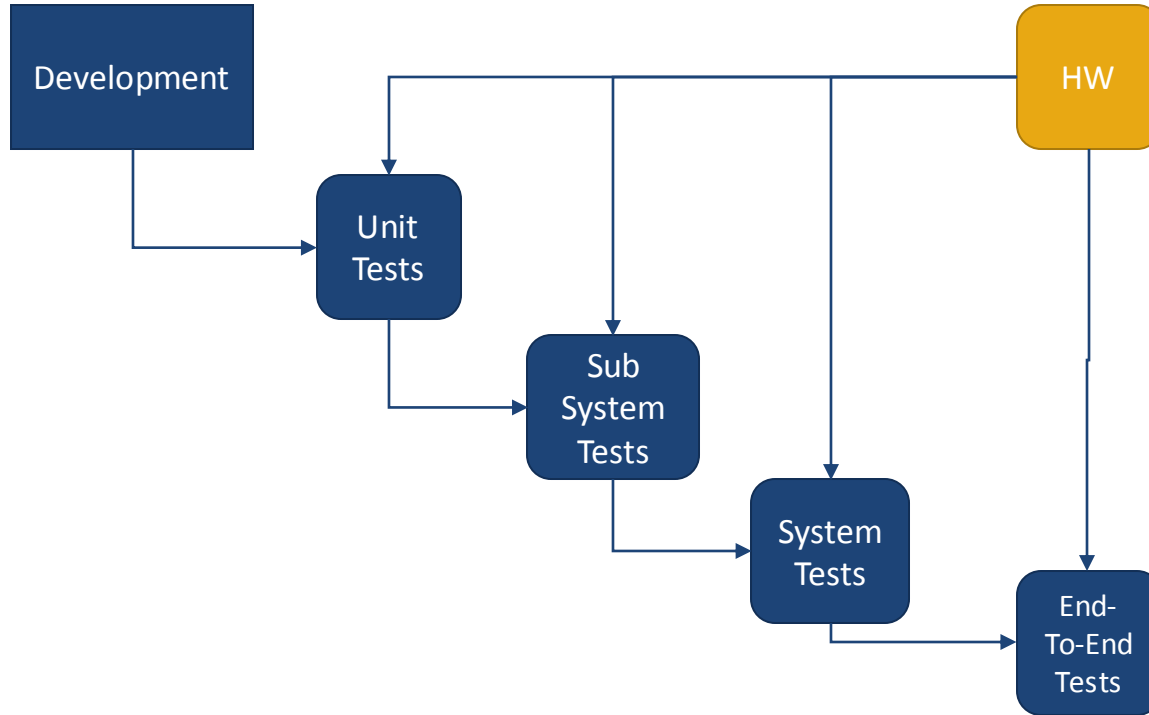 Development
HW
Unit
Tests
Sub
System
Tests
System
Tests
End-
To-End
Tests